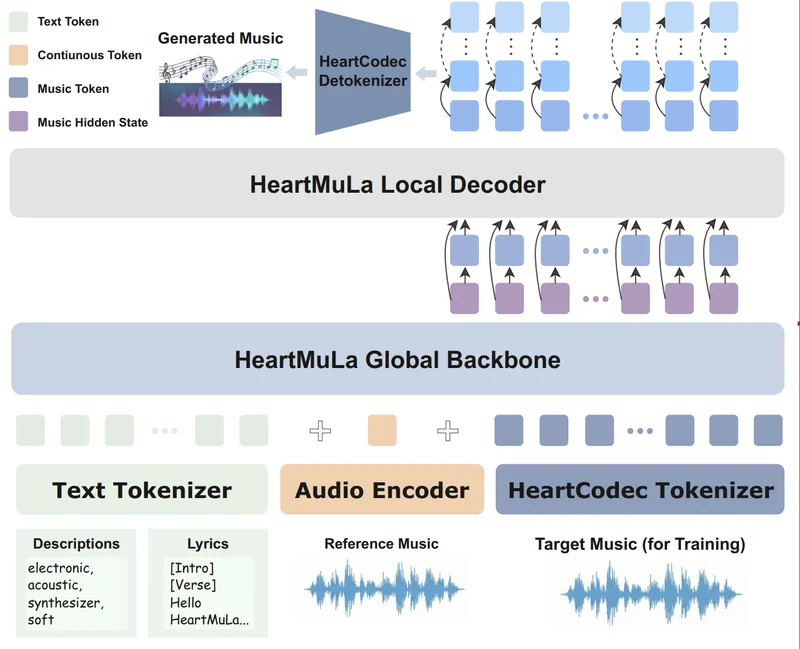 Text Token
Contiunous Token
Music Token
Music Hidden State
Generated Music
HeartCodec
Detokenizer
HeartMuLa Local Decoder
HeartMuLa Global Backbone
Text Tokenizer
Audio Encoder
HeartCodec Tokenizer
Descriptions
electronic,
acoustic,
synthesizer,
soft
Lyrics
[Intro]
[Verse]
Hello
HeartMuLa...
Reference Music
Target Music (for Training)